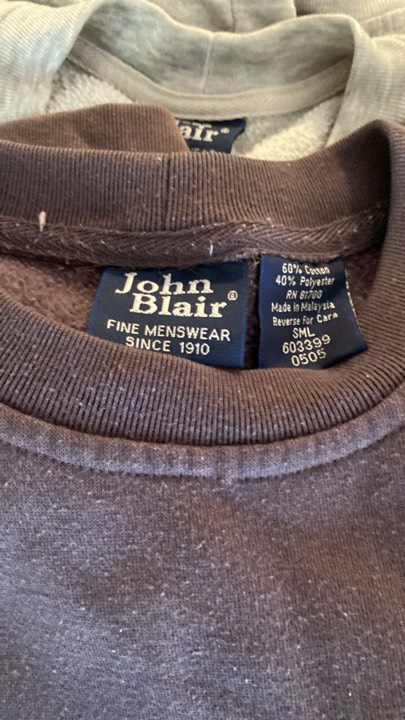 air®
John
Blair®
FINE MENSWEAR
SINCE 1910
60% Cotton
40% Polyester
RN 81700
Made in Malaysia
Reverse for Care
SML
603399
0505